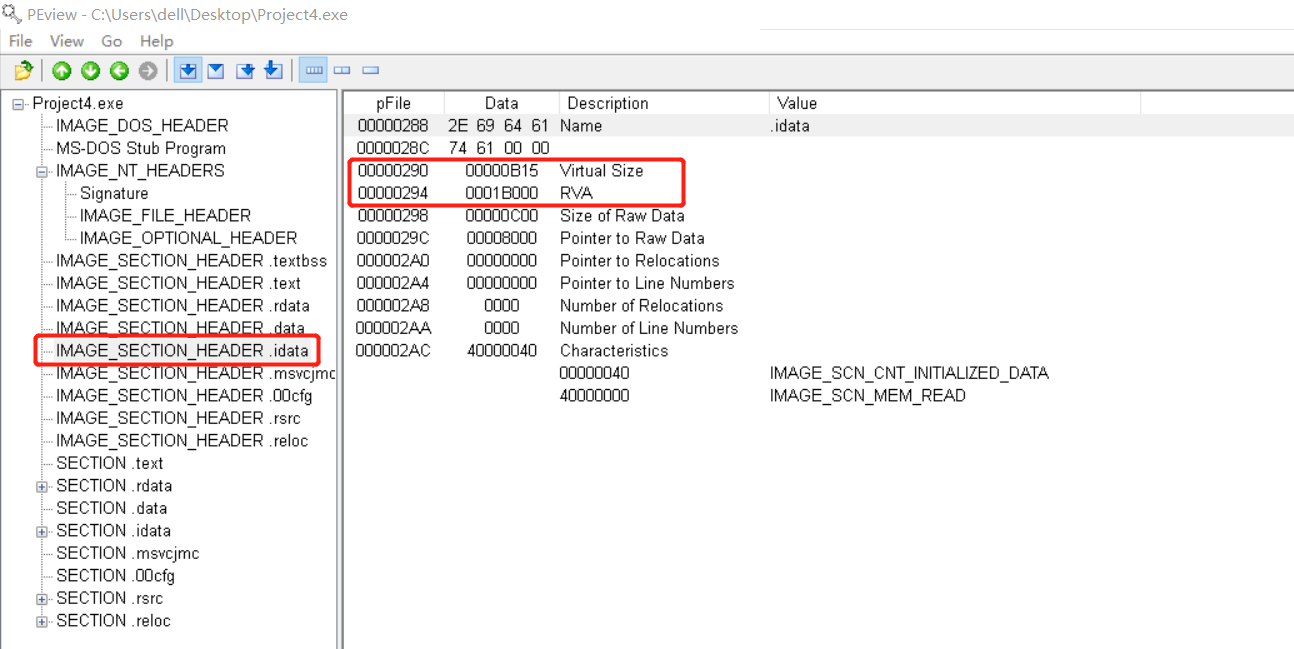 PEview - C:\Users\dell\Desktop\Project4.exe
File View Go Help
Project4.exe
IMAGE_DOS_HEADER
MS-DOS Stub Program
IMAGE_NT_HEADERS
Signature
IMAGE_FILE_HEADER
IMAGE_OPTIONAL_HEADER
IMAGE_SECTION_HEADER .textbss
IMAGE_SECTION_HEADER .text
IMAGE_SECTION_HEADER .rdata
IMAGE_SECTION_HEADER .data
IMAGE_SECTION_HEADER .idata
IMAGE_SECTION_HEADER .msvcjmc
IMAGE_SECTION_HEADER .00cfg
IMAGE_SECTION_HEADER .rsrc
IMAGE_SECTION_HEADER .reloc
SECTION .text
SECTION .rdata
SECTION .data
SECTION .idata
SECTION .msvcjmc
SECTION .00cfg
SECTION .rsrc
SECTION .reloc
pFile Data Description Value
00000288 2E 69 64 61 Name .idata
0000028C 74 61 00 00
00000290 00000B15 Virtual Size
00000294 0001B000 RVA
00000298 00000C00 Size of Raw Data
0000029C 00008000 Pointer to Raw Data
000002A0 00000000 Pointer to Relocations
000002A4 00000000 Pointer to Line Numbers
000002A8 0000 Number of Relocations
000002AA 0000 Number of Line Numbers
000002AC 40000040 Characteristics
00000040 IMAGE_SCN_CNT_INITIALIZED_DATA
40000000 IMAGE_SCN_MEM_READ